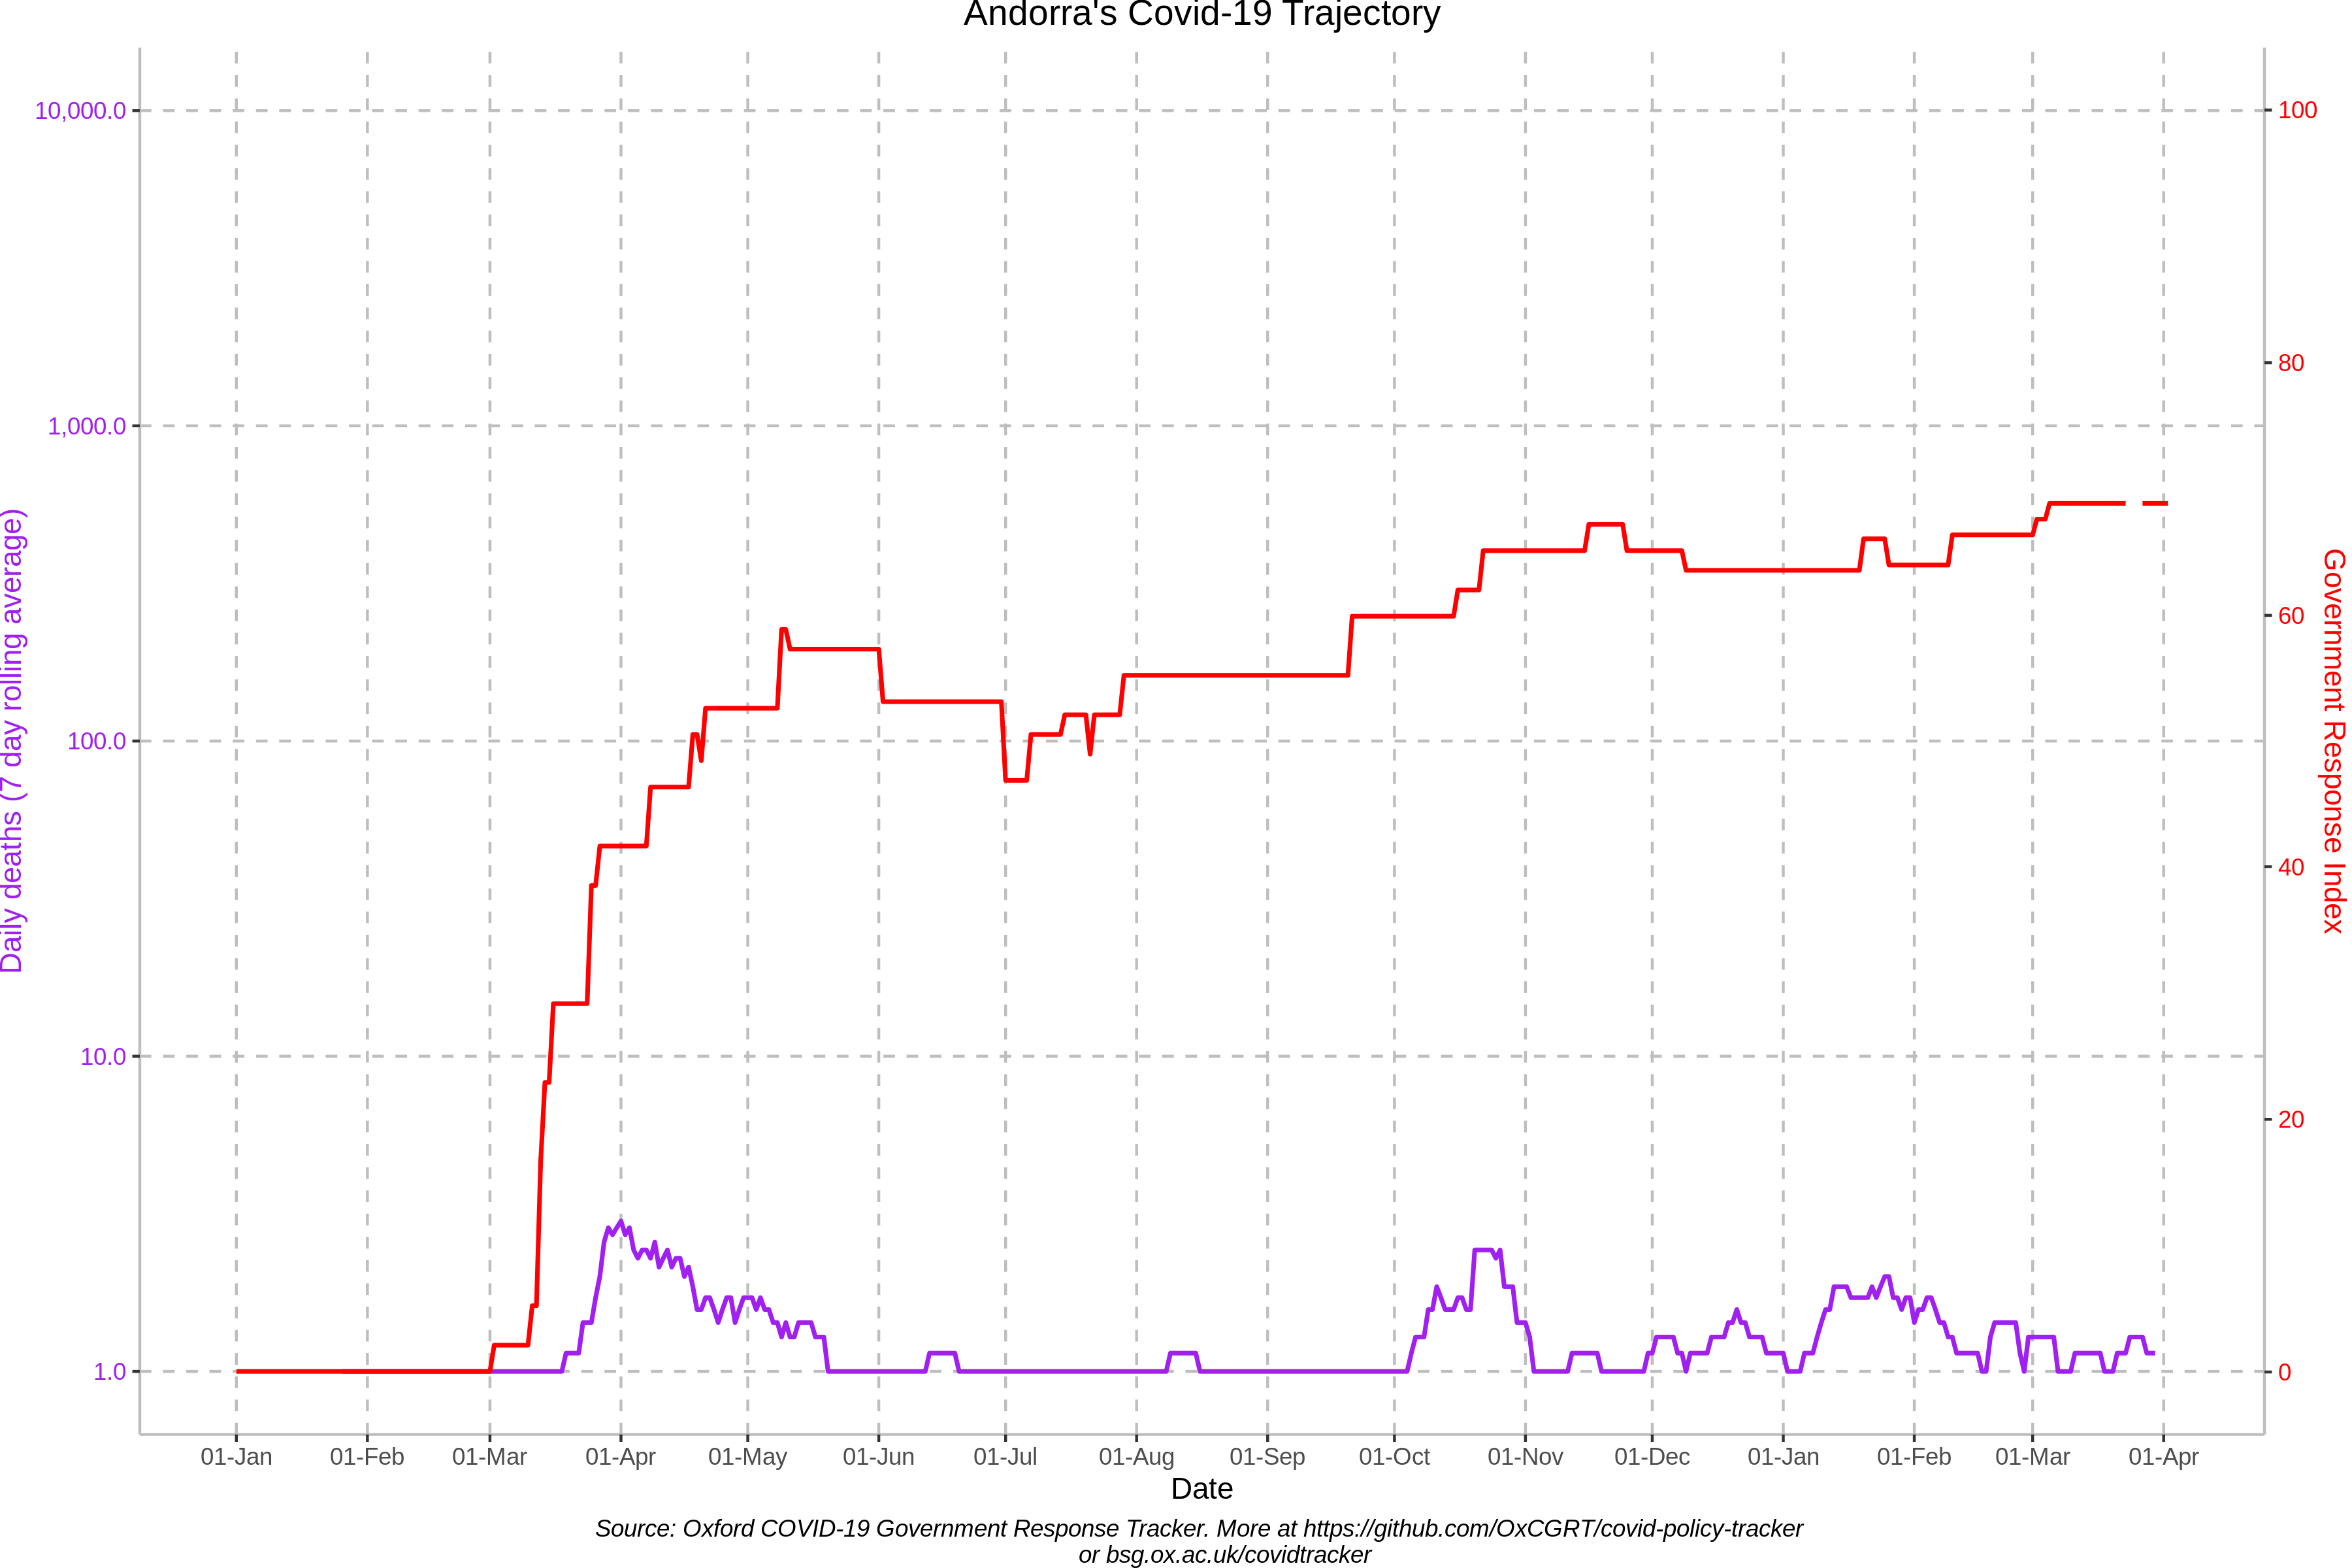 Andorra's Covid-19 Trajectory
10,000.0
1,000.0
100.0
10.0
1.0
Daily deaths (7 day rolling average)
100
80
60
40
20
0
Government Response Index
01-Jan 01-Feb 01-Mar 01-Apr 01-May 01-Jun 01-Jul 01-Aug 01-Sep 01-Oct 01-Nov 01-Dec 01-Jan 01-Feb 01-Mar 01-Apr
Date
Source: Oxford COVID-19 Government Response Tracker. More at https://github.com/OxCGRT/covid-policy-tracker
or bsg.ox.ac.uk/covidtracker